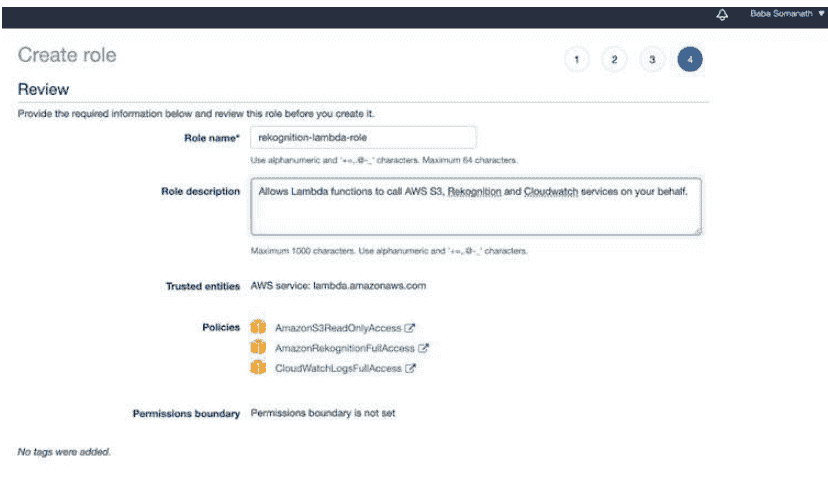 Baba Somanath
Create role
1 2 3 4
Review
Provide the required information below and review this role before you create it.
Role name* rekognition-lambda-role
Use alphanumeric and '+=,.@-_' characters. Maximum 64 characters.
Role description Allows Lambda functions to call AWS S3, Rekognition and Cloudwatch services on your behalf.
Maximum 1000 characters. Use alphanumeric and '+=,.@-_' characters.
Trusted entities AWS service: lambda.amazonaws.com
Policies AmazonS3ReadOnlyAccess
AmazonRekognitionFullAccess
CloudWatchLogsFullAccess
Permissions boundary Permissions boundary is not set
No tags were added.